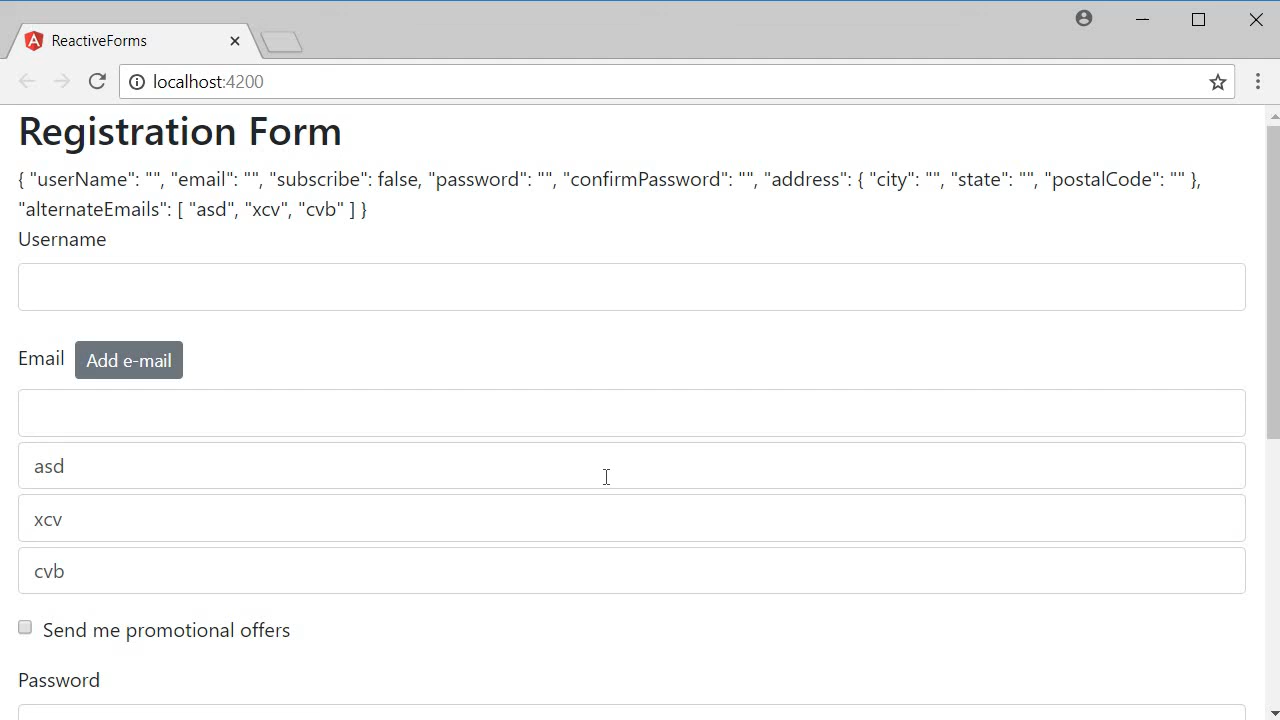 ReactiveForms
localhost:4200
Registration Form
{ "userName": "", "email": "", "subscribe": false, "password": "", "confirmPassword": "", "address": { "city": "", "state": "", "postalCode": "" },
"alternateEmails": [ "asd", "xcv", "cvb" ] }
Username
Email Add e-mail
asd
xcv
cvb
Send me promotional offers
Password